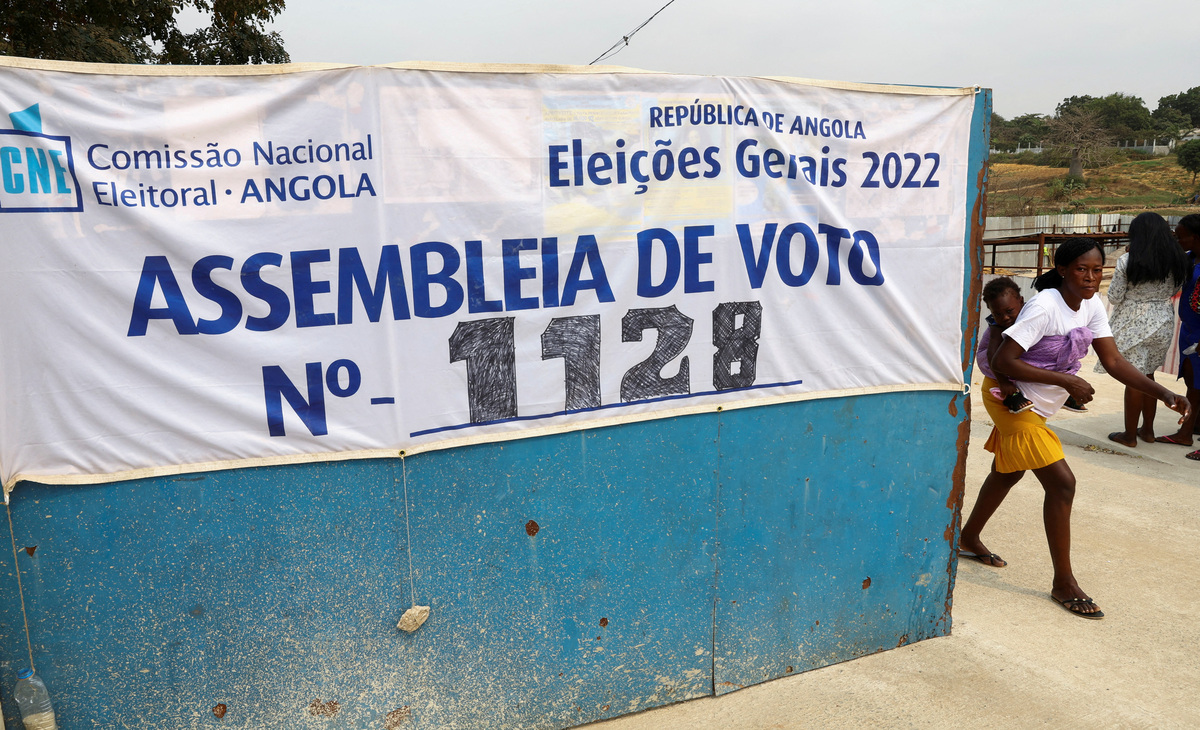 CNE
Comissão Nacional
Eleitoral · ANGOLA
REPÚBLICA DE ANGOLA
Eleições Gerais 2022
ASSEMBLEIA DE VOTO
Nº - 1128